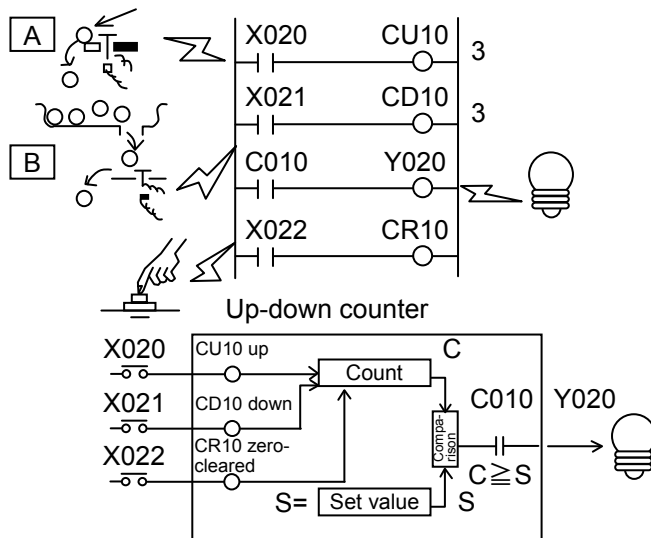 A
X020 CU10 3
X021 CD10 3
B
C010 Y020
X022 CR10
Up-down counter
X020 CU10 up Count C
X021 CD10 down C010 Y020
X022 CR10 zero-
cleared
Compa-
rison
C≧S
S= Set value S